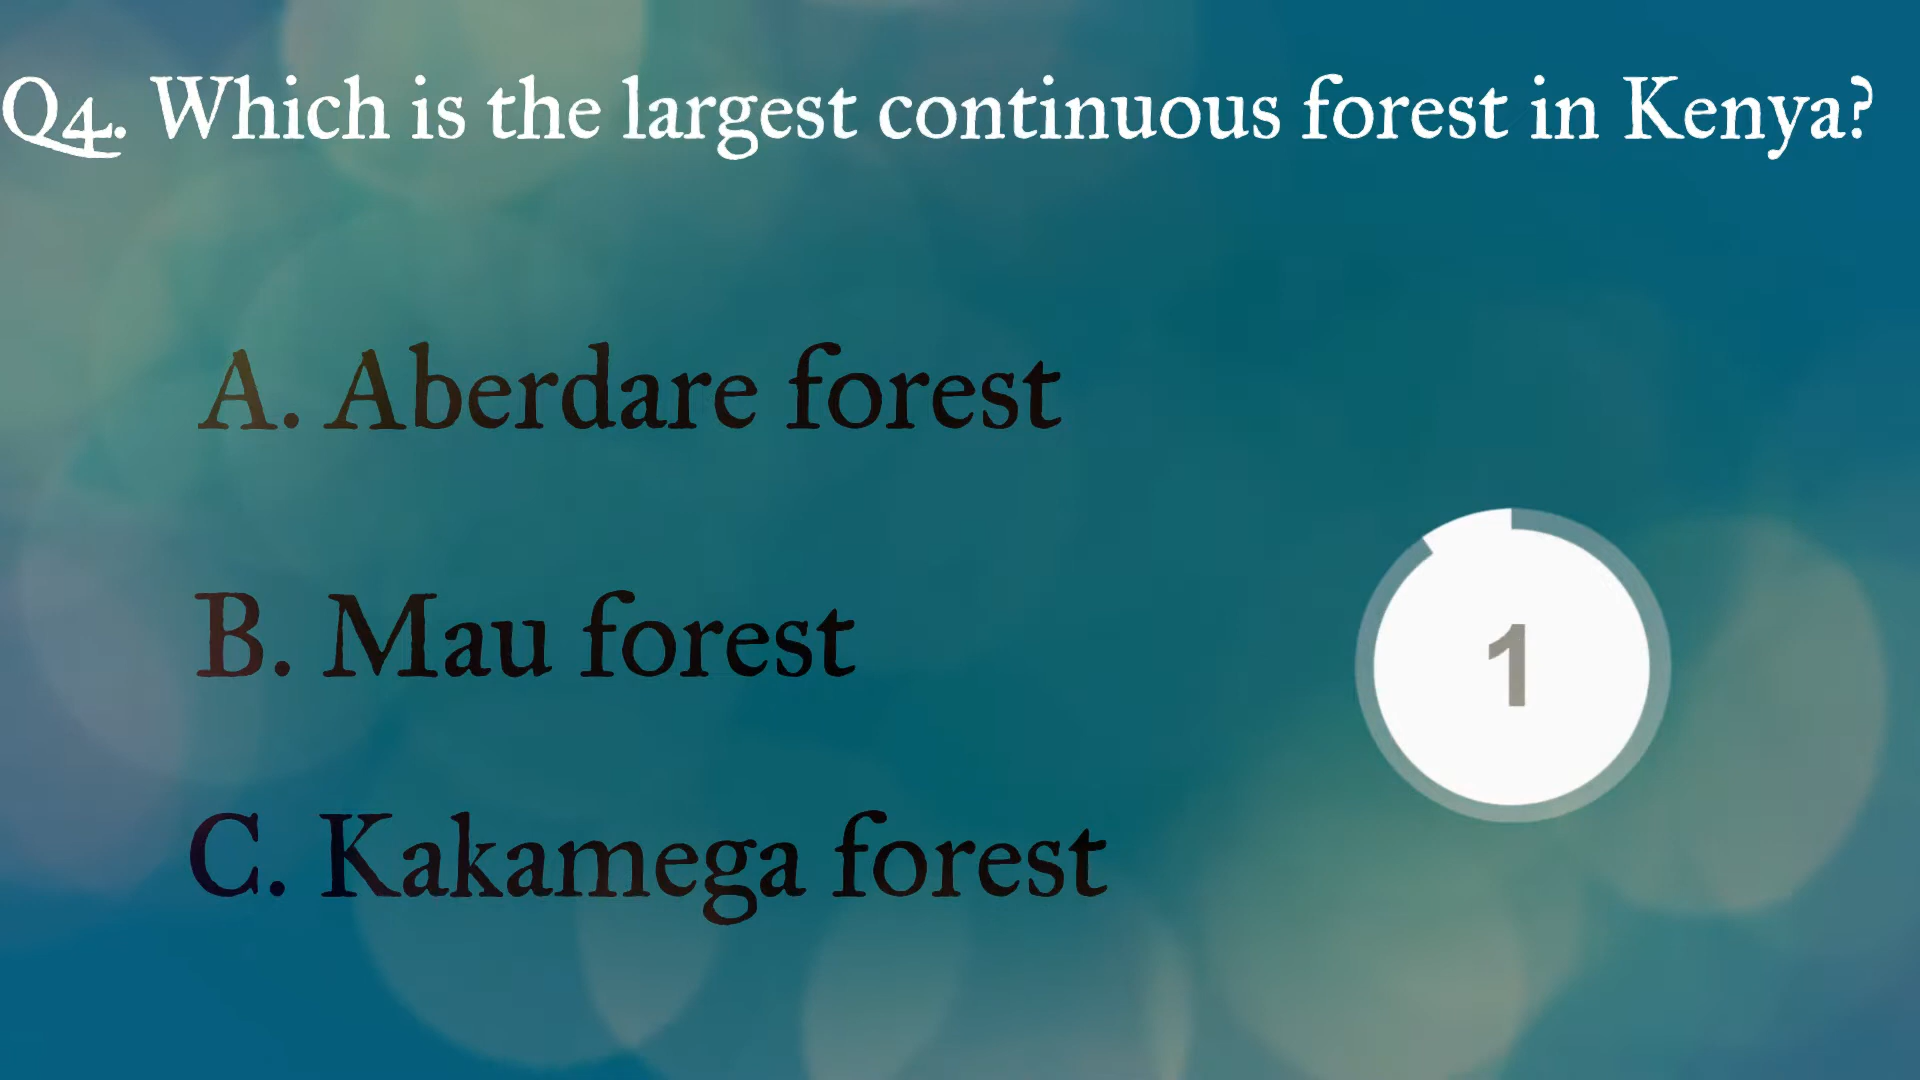 Q4. Which is the largest continuous forest in Kenya?
A. Aberdare forest
B. Mau forest
1
C. Kakamega forest